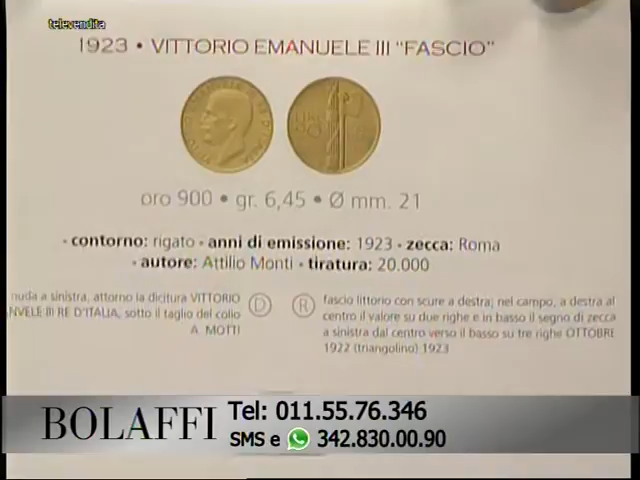 televendita
1923 • VITTORIO EMANUELE III "FASCIO"
oro 900 • gr. 6,45 • Ø mm. 21
- contorno: rigato - anni di emissione: 1923 - zecca: Roma
- autore: Attilio Monti - tiratura: 20.000
nuda a sinistra, attorno la dicitura VITTORIO
NVELE III RE D'ITALIA, sotto il taglio del colio
A. MOTTI
D
R
fascio littorio con scure a destra; nel campo, a destra al
centro il valore su due righe e in basso il segno di zecca
a sinistra dal centro verso il basso su tre righe OTTOBRE
1922 (triangolino) 1923
BOLAFFI
Tel: 011.55.76.346
SMS e 342.830.00.90